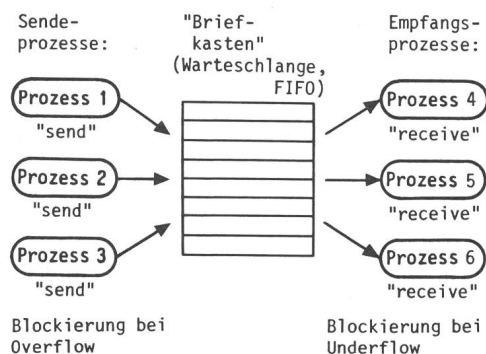 Sende-
prozesse:
"Brief-
kasten"
(Warteschlange,
FIFO)
Empfangs-
prozesse:
Prozess 1
"send"
Prozess 2
"send"
Prozess 3
"send"
Prozess 4
"receive"
Prozess 5
"receive"
Prozess 6
"receive"
Blockierung bei
Overflow
Blockierung bei
Underflow